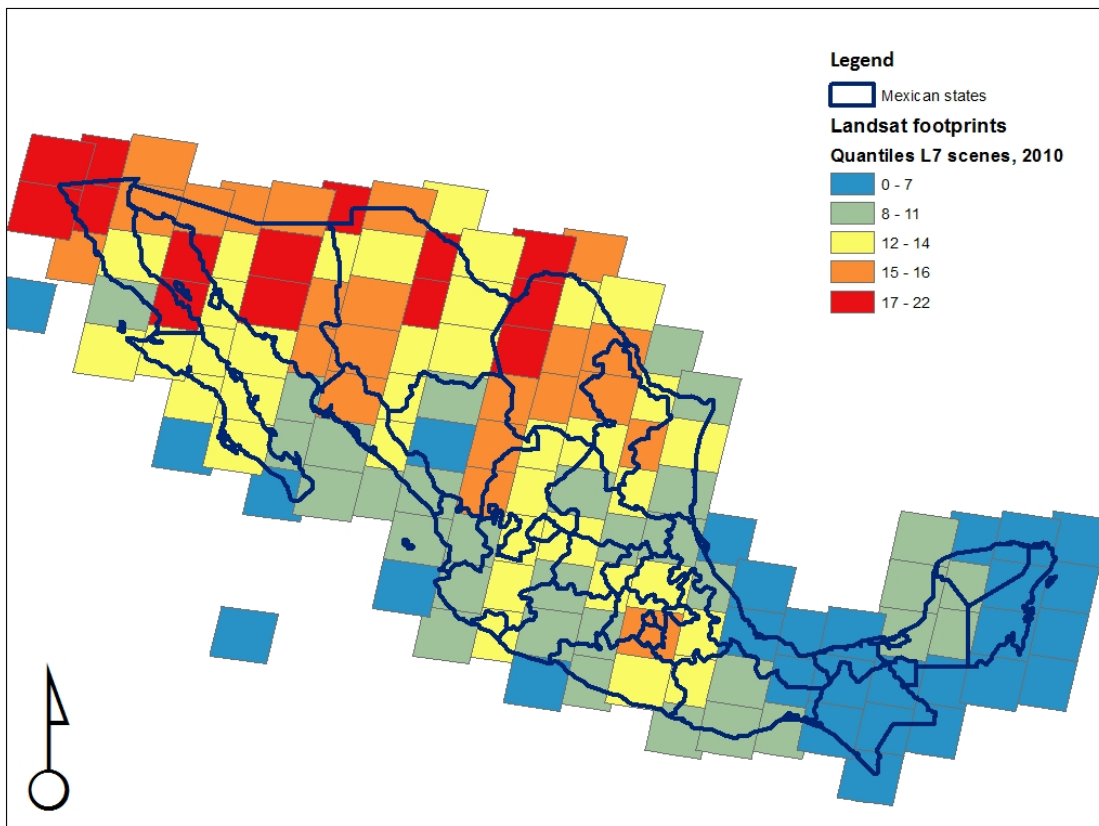 Legend
Mexican states
Landsat footprints
Quantiles L7 scenes, 2010
0 - 7
8 - 11
12 - 14
15 - 16
17 - 22